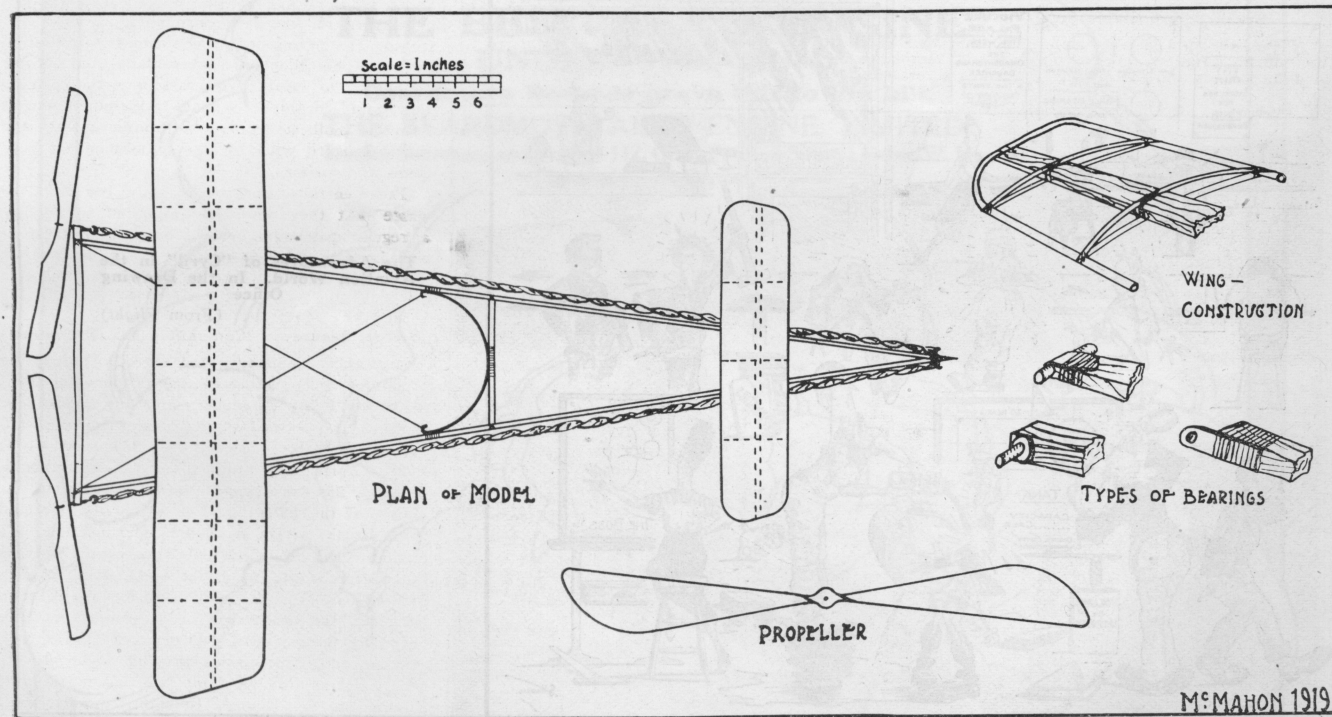 Scale=Inches
1 2 3 4 5 6
WING –
CONSTRUCTION
PLAN OF MODEL
TYPES OF BEARINGS
PROPELLER
McMAHON 1919